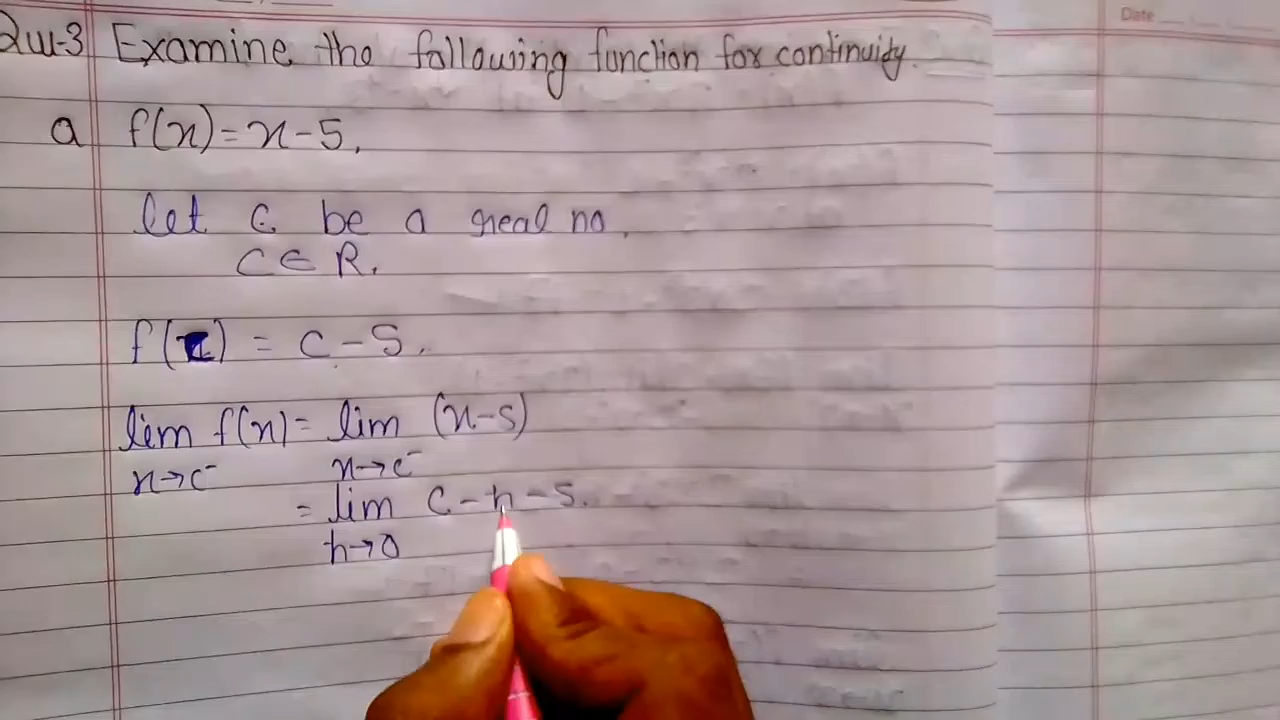 Qu-3 Examine the following function for continuity.
a f(x)=x-5,
let C be a real no.
C∈R.
f(c) = c-5.
lim f(x)= lim (x-5)
x→c⁻ x→c⁻
= lim c-h-5.
h→0
Date